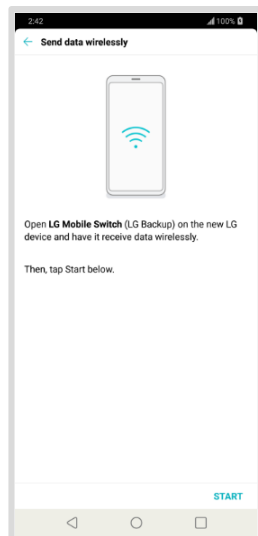 2:42
100%
Send data wirelessly
Open LG Mobile Switch (LG Backup) on the new LG
device and have it receive data wirelessly.
Then, tap Start below.
START